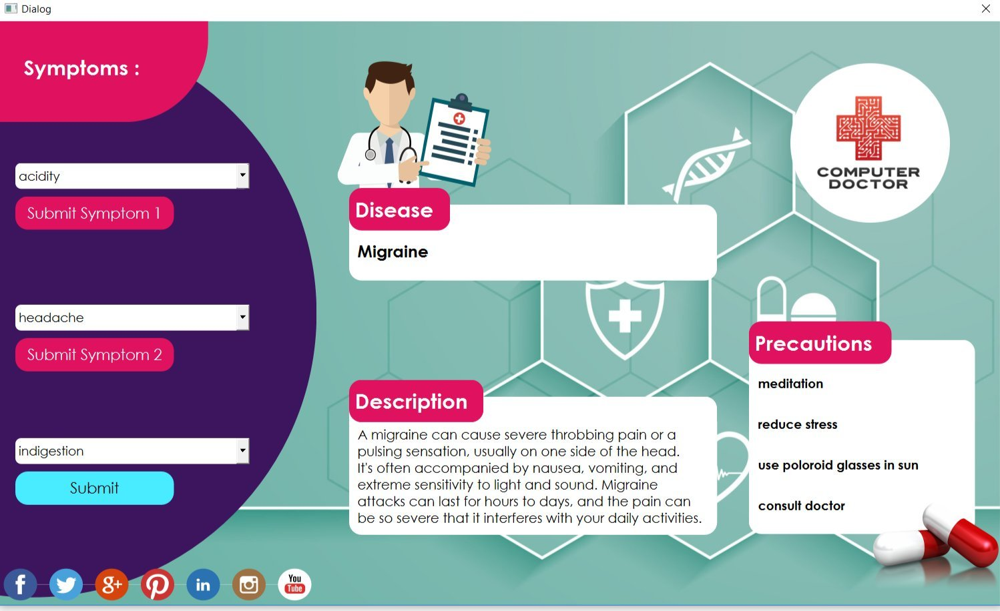 Dialog
Symptoms :
acidity
Submit Symptom 1
headache
Submit Symptom 2
indigestion
Submit
Disease
Migraine
Description
A migraine can cause severe throbbing pain or a
pulsing sensation, usually on one side of the head.
It's often accompanied by nausea, vomiting, and
extreme sensitivity to light and sound. Migraine
attacks can last for hours to days, and the pain can
be so severe that it interferes with your daily activities.
COMPUTER
DOCTOR
Precautions
meditation
reduce stress
use poloroid glasses in sun
consult doctor
f
g+
in
You
Tube